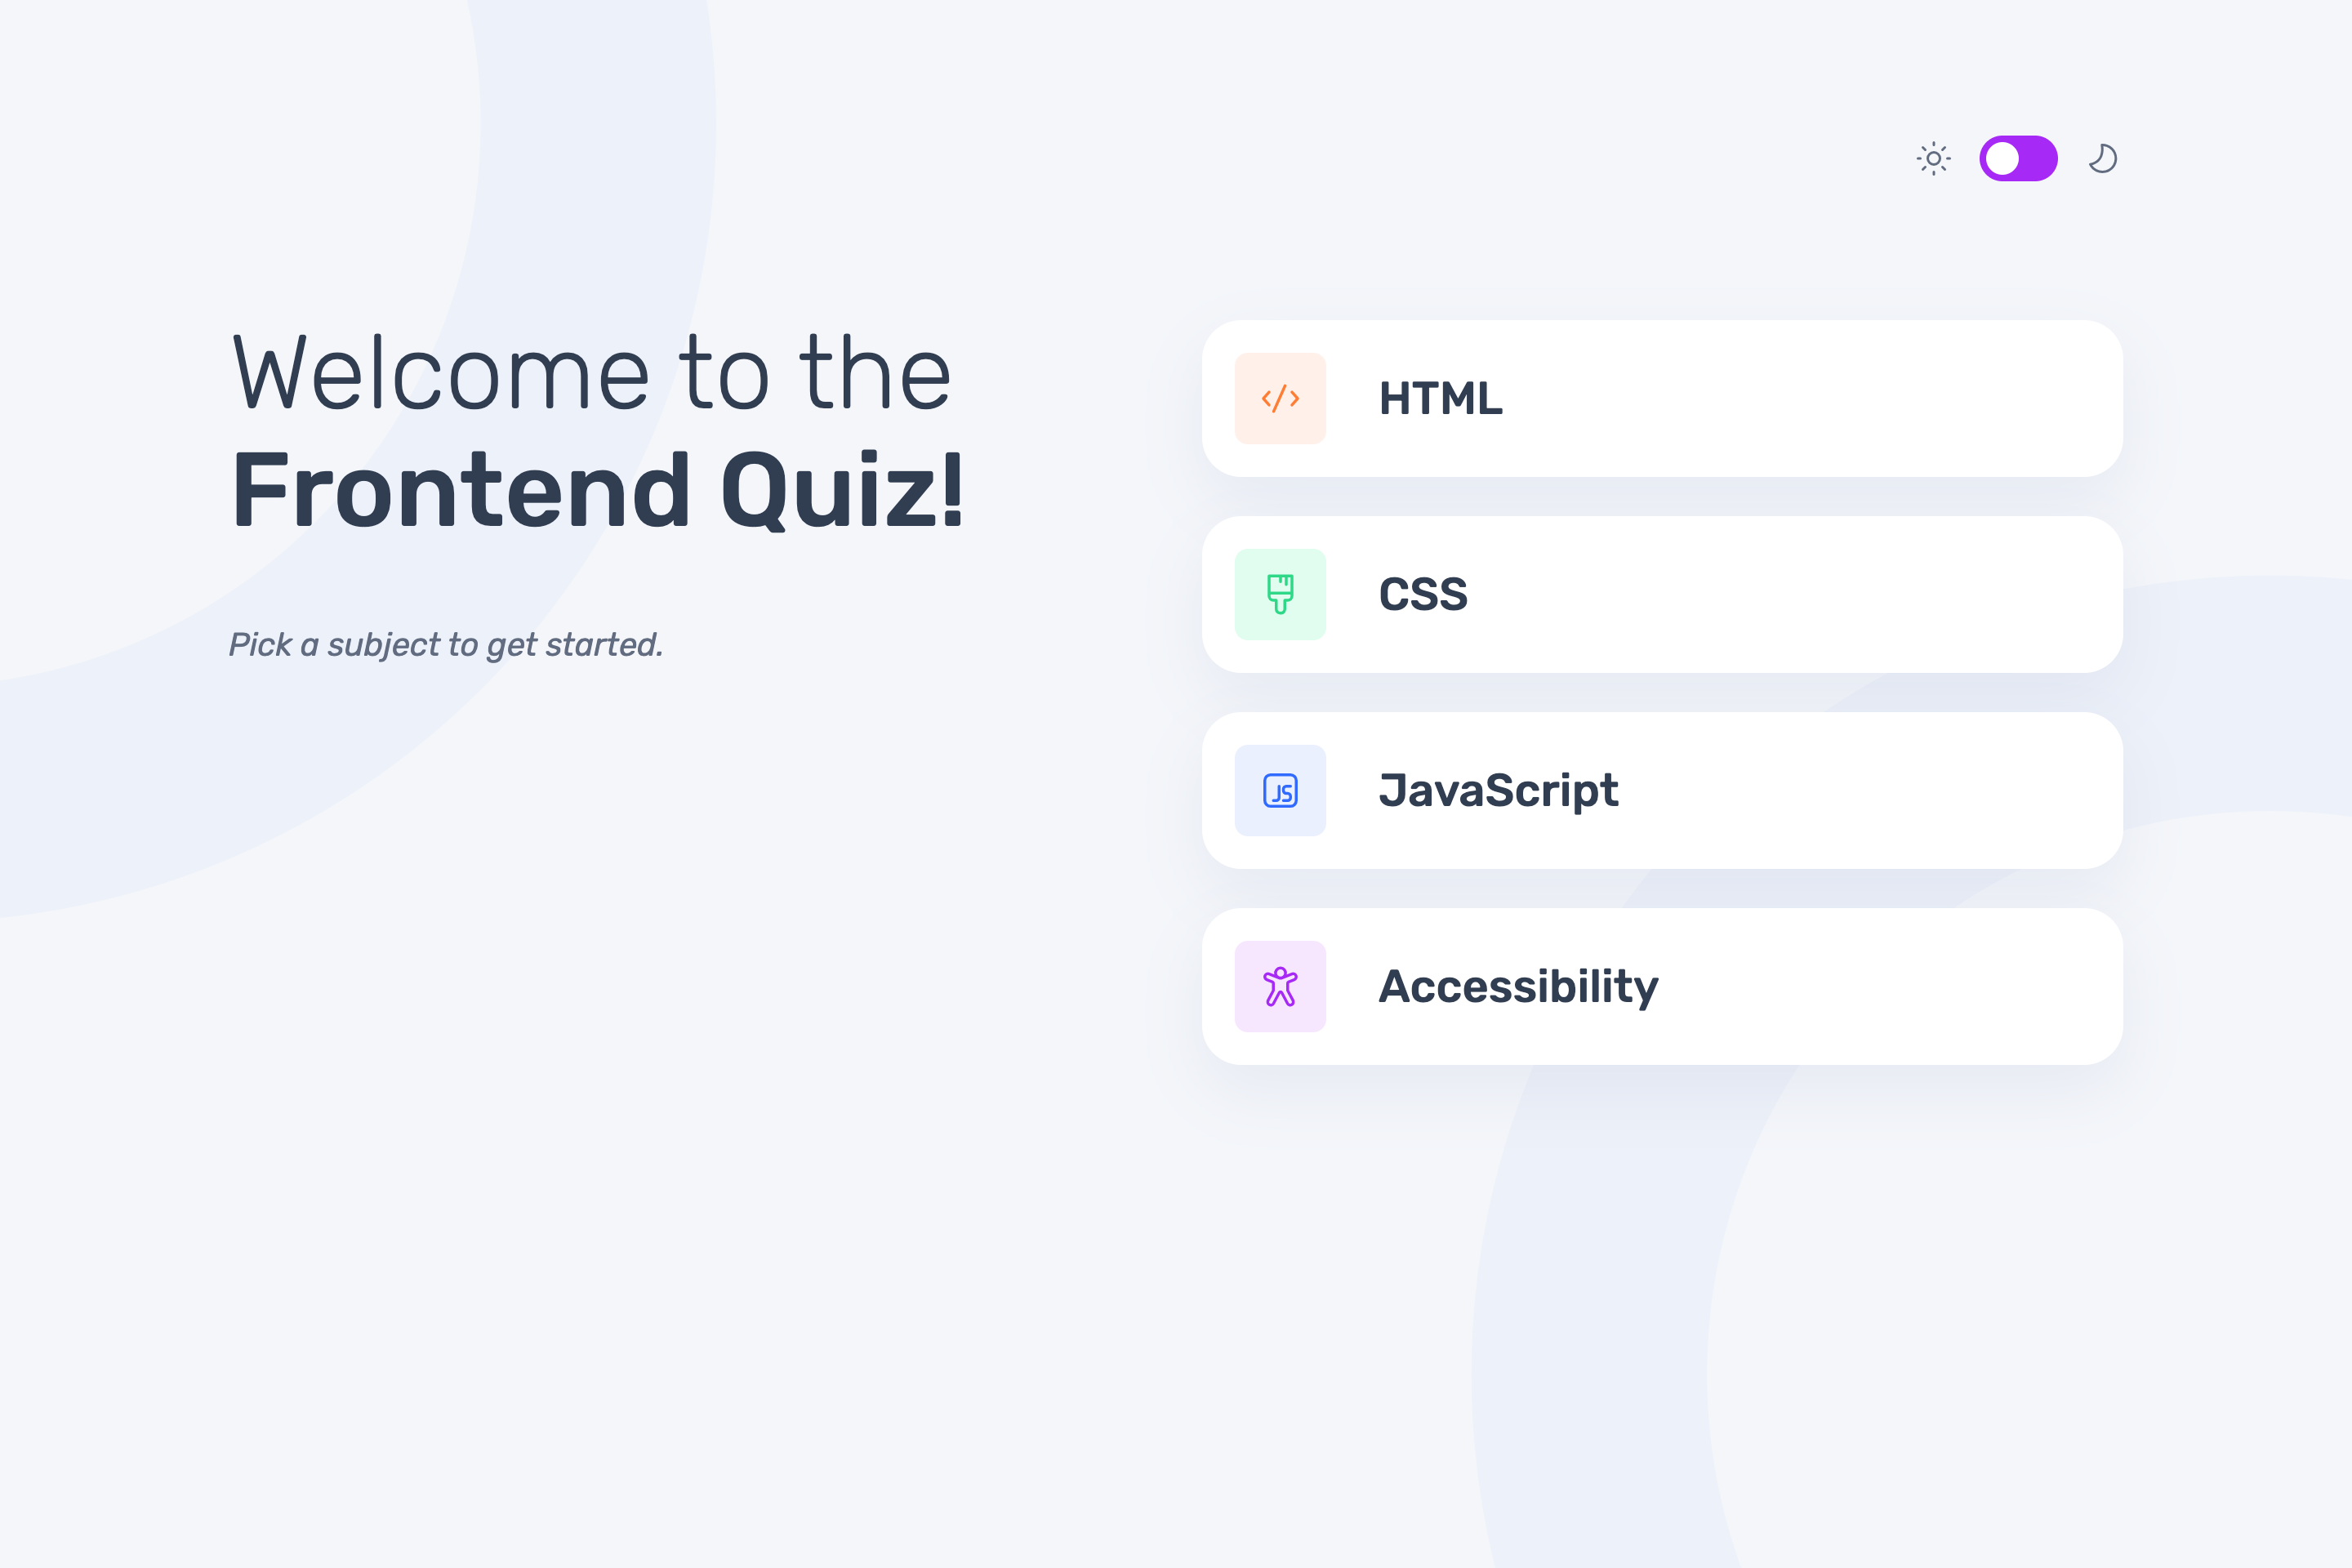 Welcome to the
Frontend Quiz!
Pick a subject to get started.
HTML
CSS
JS
JavaScript
Accessibility